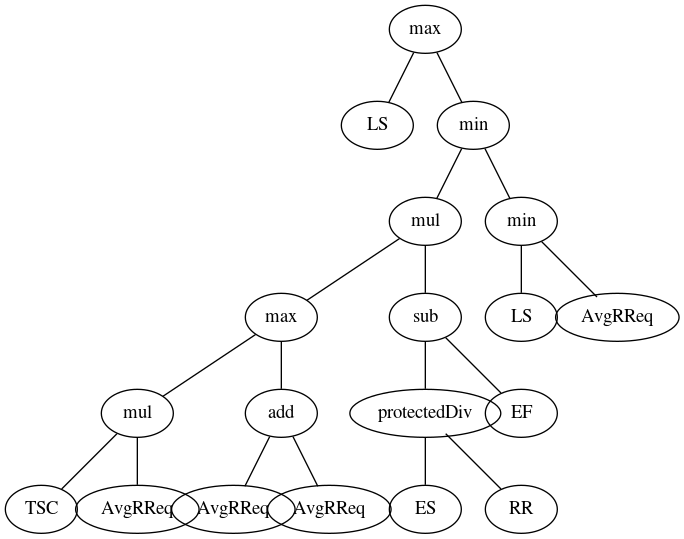 max
LS
min
mul
min
max
sub
LS
AvgRReq
mul
add
protectedDiv
EF
TSC
AvgRReq
AvgRReq
AvgRReq
ES
RR